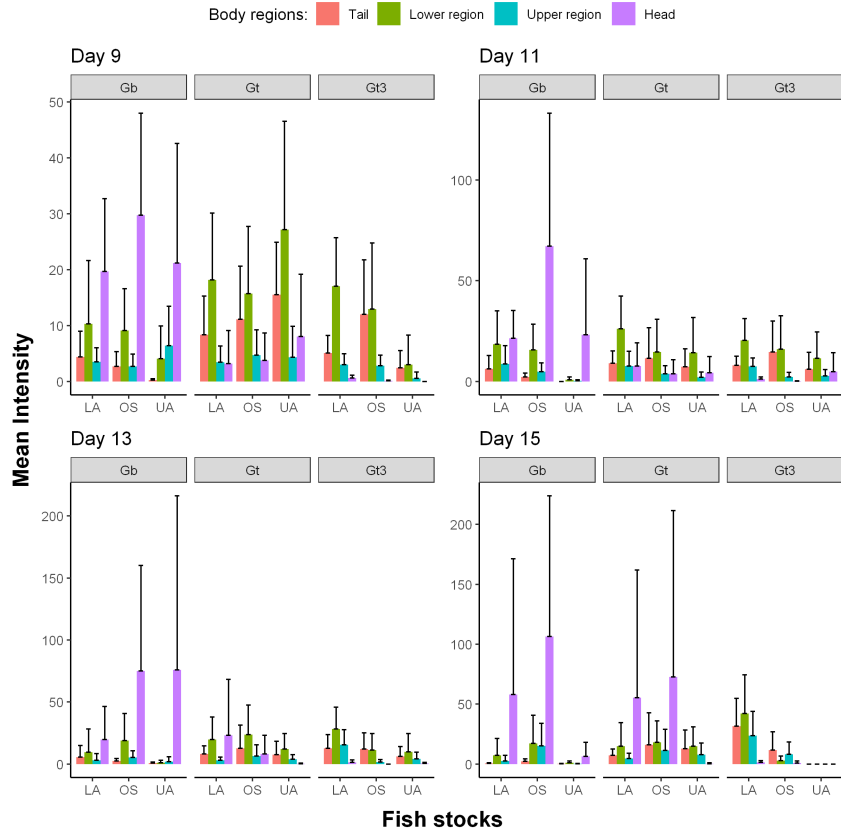 Body regions: Tail Lower region Upper region Head
Day 9
Gb Gt Gt3
50
40
30
20
10
0
LA OS UA LA OS UA LA OS UA
Day 11
Gb Gt Gt3
100
50
0
LA OS UA LA OS UA LA OS UA
Mean Intensity
Day 13
Gb Gt Gt3
200
150
100
50
0
LA OS UA LA OS UA LA OS UA
Day 15
Gb Gt Gt3
200
150
100
50
0
LA OS UA LA OS UA LA OS UA
Fish stocks